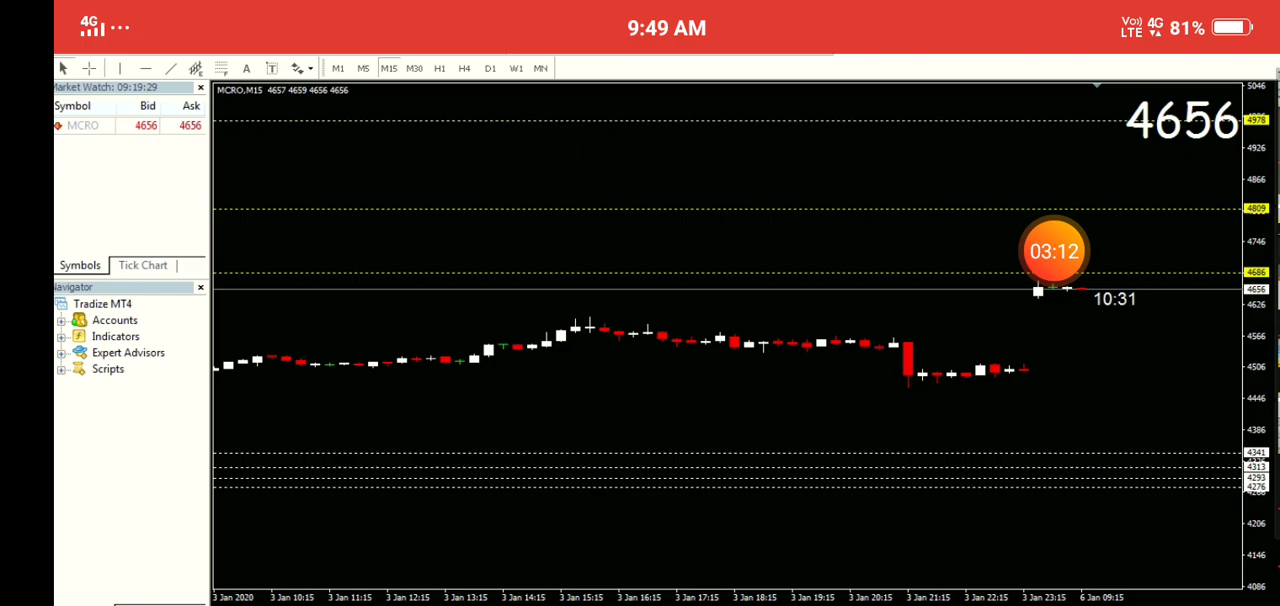 4G
9:49 AM
Vo)) LTE 4G 81%
A T M1 M5 M15 M30 H1 H4 D1 W1 MN
Market Watch: 09:19:29
Symbol Bid Ask
MCRO 4656 4656
Symbols Tick Chart
Navigator
Tradize MT4
Accounts
Indicators
Expert Advisors
Scripts
MCRO,M15 4657 4659 4656 4656
4656
03:12
10:31
5046
4978
4926
4866
4809
4746
4686
4656
4626
4566
4506
4446
4386
4341
4313
4293
4276
4206
4146
4086
3 Jan 2020 3 Jan 10:15 3 Jan 11:15 3 Jan 12:15 3 Jan 13:15 3 Jan 14:15 3 Jan 15:15 3 Jan 16:15 3 Jan 17:15 3 Jan 18:15 3 Jan 19:15 3 Jan 20:15 3 Jan 21:15 3 Jan 22:15 3 Jan 23:15 6 Jan 09:15